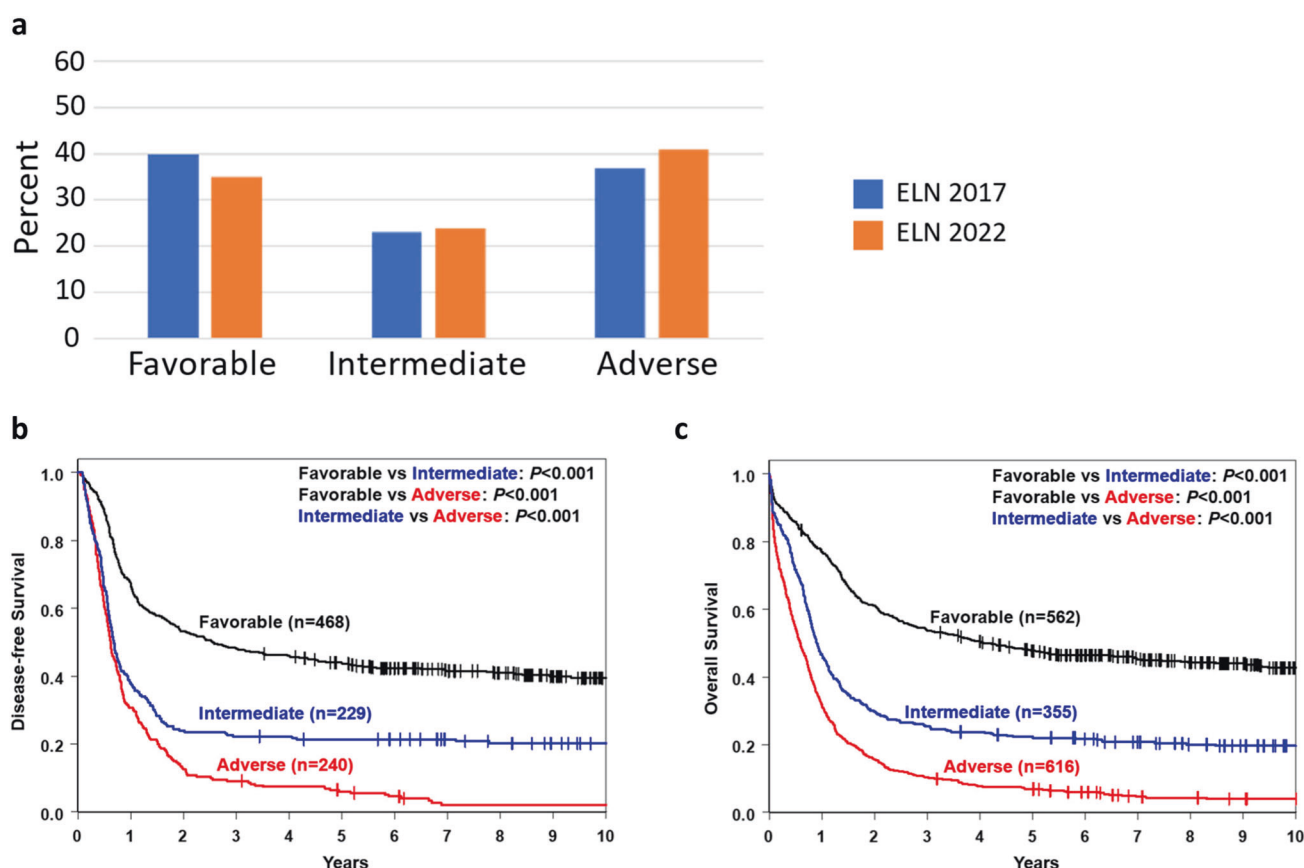 a
60
50
40
30
20
10
0
Percent
Favorable
Intermediate
Adverse
ELN 2017
ELN 2022
b
1.0
0.8
0.6
0.4
0.2
0.0
Disease-free Survival
Favorable vs Intermediate: P<0.001
Favorable vs Adverse: P<0.001
Intermediate vs Adverse: P<0.001
Favorable (n=468)
Intermediate (n=229)
Adverse (n=240)
0 1 2 3 4 5 6 7 8 9 10
Years
c
1.0
0.8
0.6
0.4
0.2
0.0
Overall Survival
Favorable vs Intermediate: P<0.001
Favorable vs Adverse: P<0.001
Intermediate vs Adverse: P<0.001
Favorable (n=562)
Intermediate (n=355)
Adverse (n=616)
0 1 2 3 4 5 6 7 8 9 10
Years